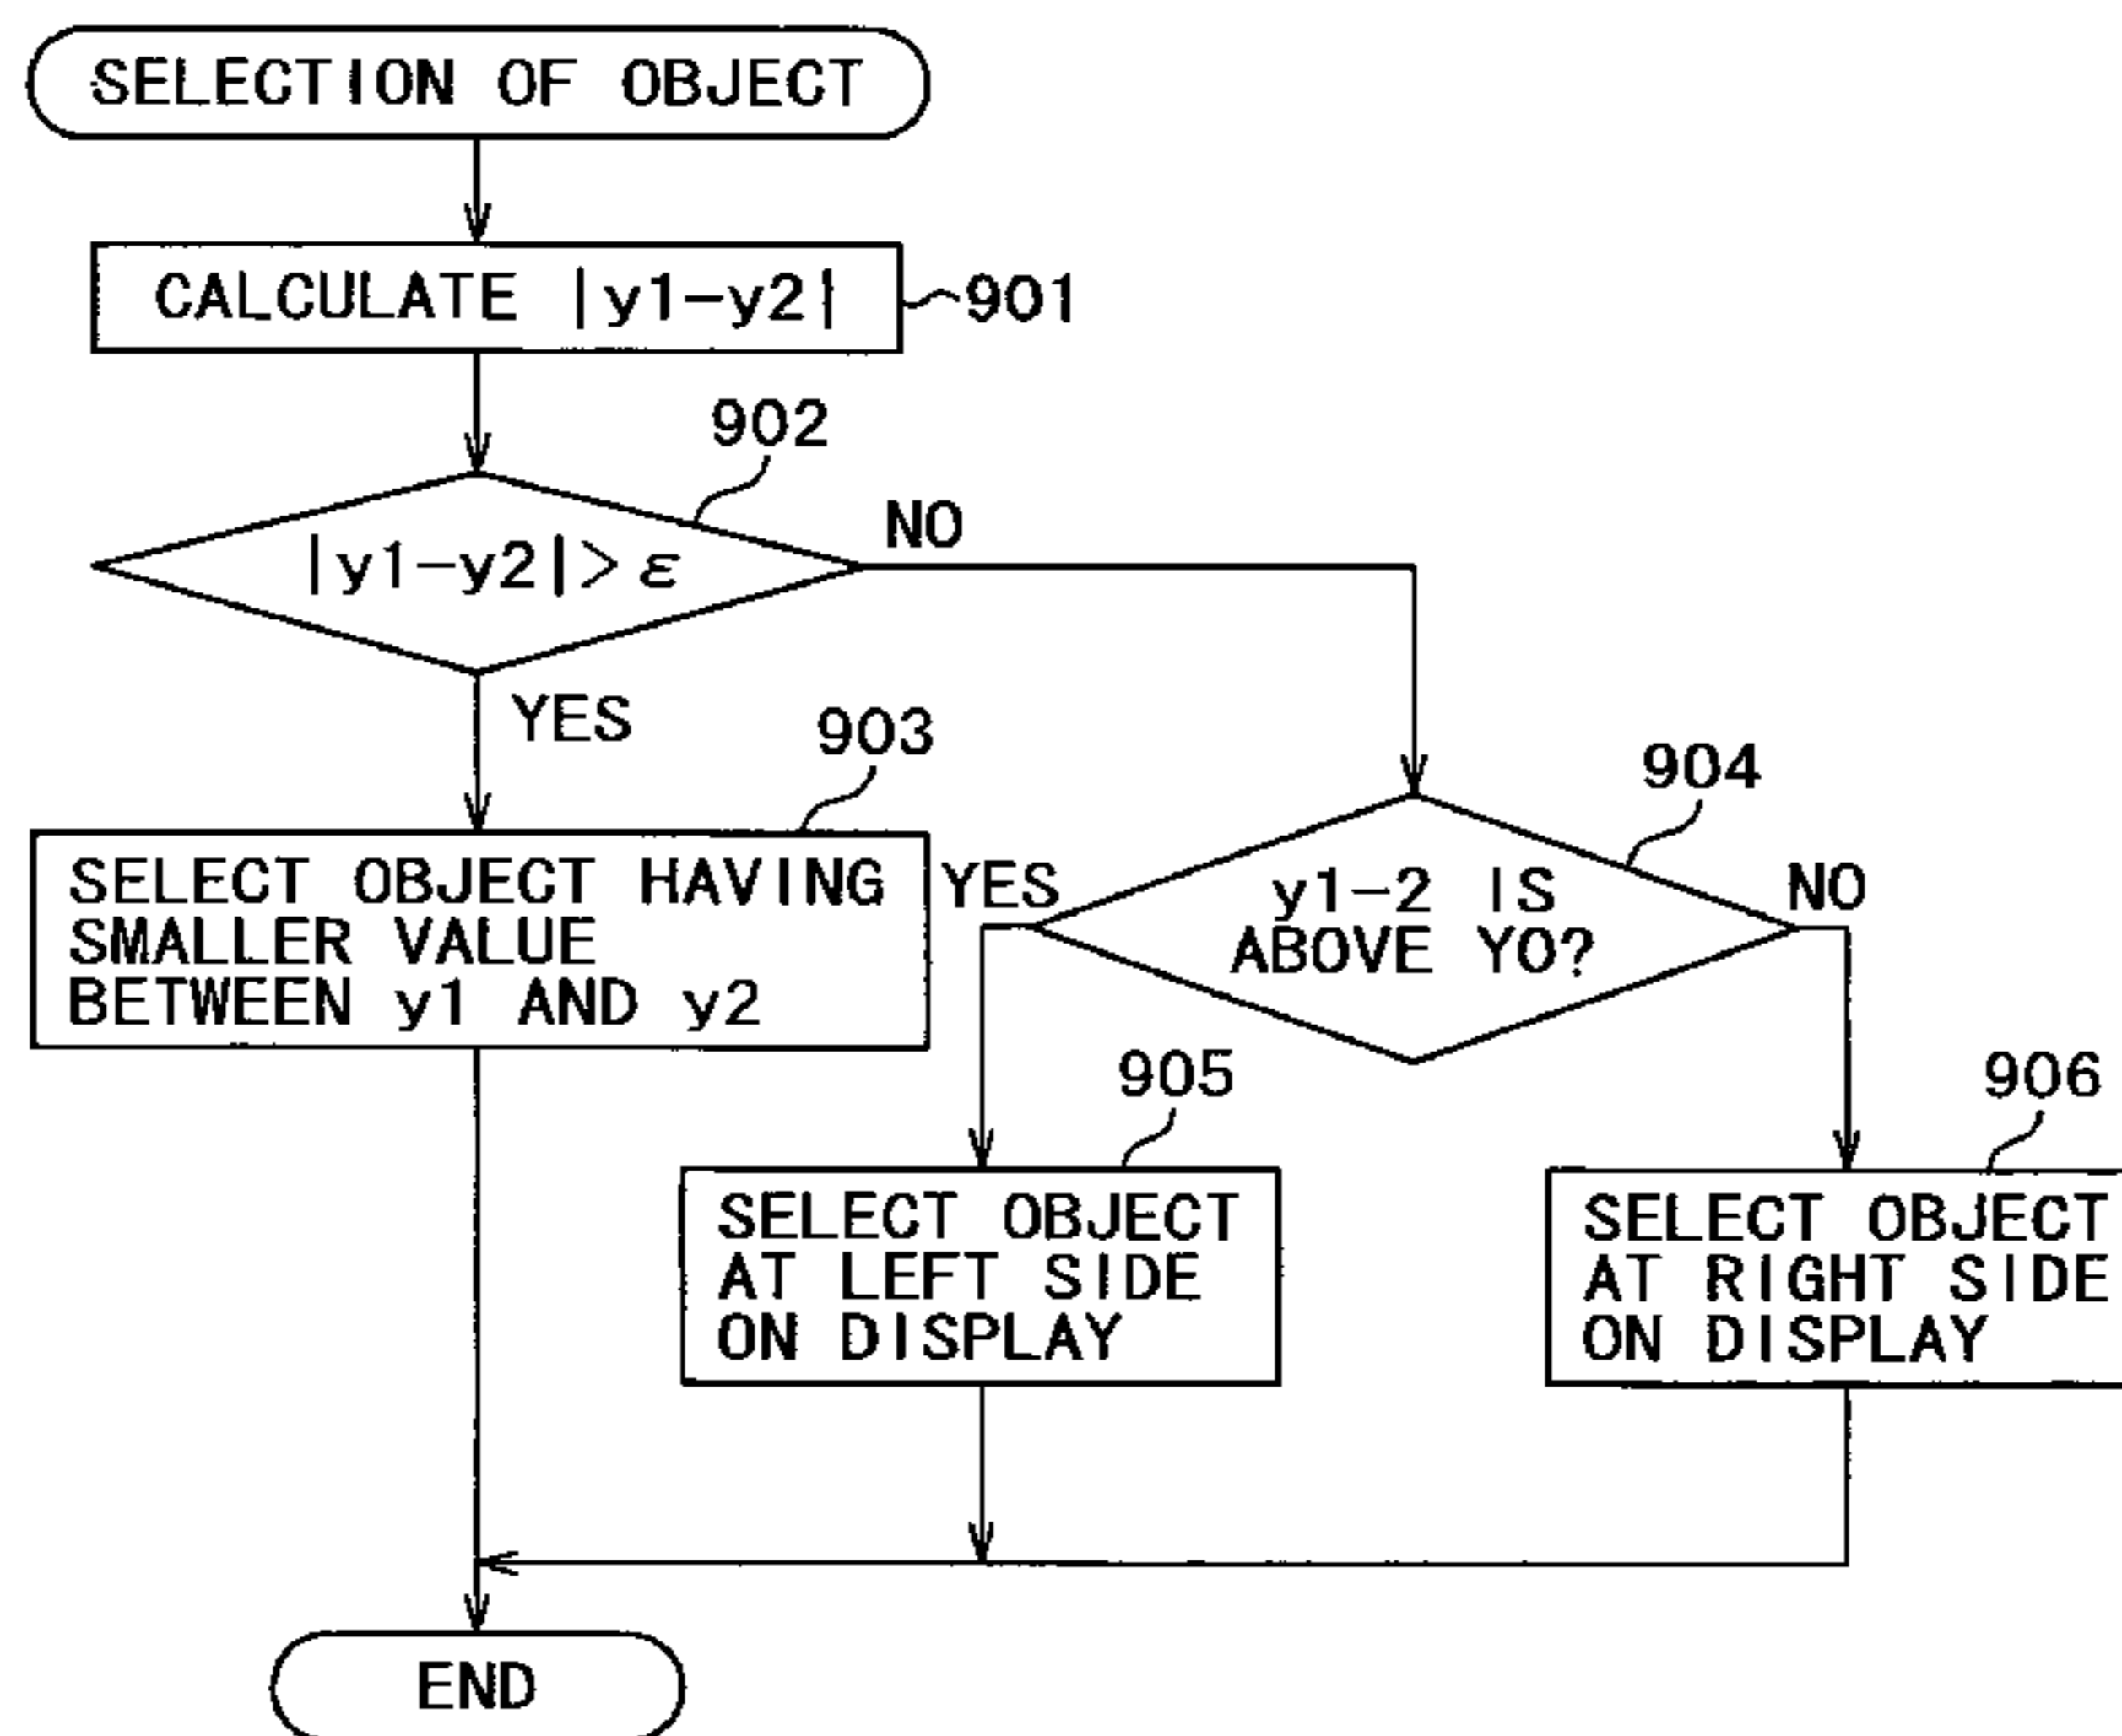 SELECTION OF OBJECT
CALCULATE |y1-y2|
901
902
|y1-y2|> ε
NO
YES
903
SELECT OBJECT HAVING
SMALLER VALUE
BETWEEN y1 AND y2
904
YES
y1-2 IS
ABOVE YO?
NO
905
SELECT OBJECT
AT LEFT SIDE
ON DISPLAY
906
SELECT OBJECT
AT RIGHT SIDE
ON DISPLAY
END